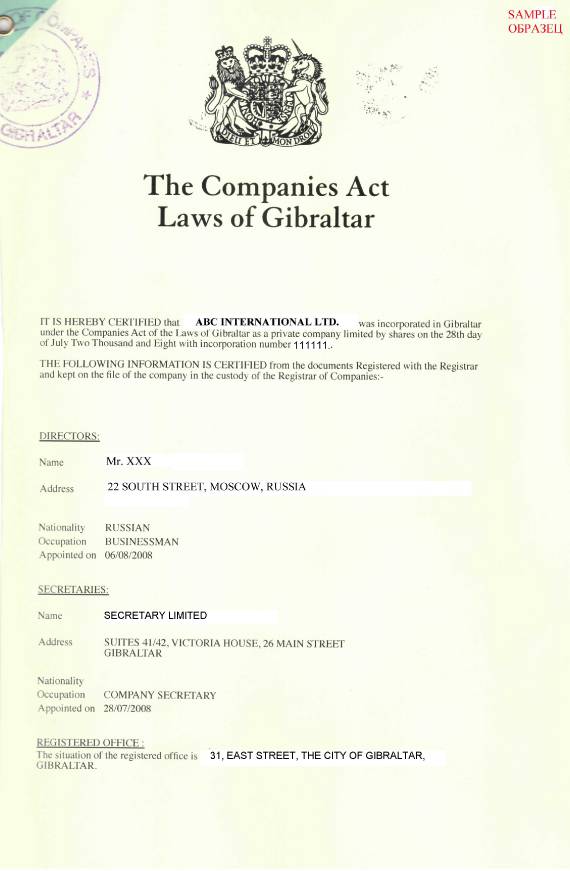 SAMPLE
ОБРАЗЕЦ
OF COMPANIES
GIBRALTAR
DIEU ET MON DROIT
The Companies Act
Laws of Gibraltar
IT IS HEREBY CERTIFIED that ABC INTERNATIONAL LTD. was incorporated in Gibraltar
under the Companies Act of the Laws of Gibraltar as a private company limited by shares on the 28th day
of July Two Thousand and Eight with incorporation number 111111..
THE FOLLOWING INFORMATION IS CERTIFIED from the documents Registered with the Registrar
and kept on the file of the company in the custody of the Registrar of Companies:-
DIRECTORS:
Name Mr. XXX
Address 22 SOUTH STREET, MOSCOW, RUSSIA
Nationality RUSSIAN
Occupation BUSINESSMAN
Appointed on 06/08/2008
SECRETARIES:
Name SECRETARY LIMITED
Address SUITES 41/42, VICTORIA HOUSE, 26 MAIN STREET
GIBRALTAR
Nationality
Occupation COMPANY SECRETARY
Appointed on 28/07/2008
REGISTERED OFFICE :
The situation of the registered office is 31, EAST STREET, THE CITY OF GIBRALTAR,
GIBRALTAR.